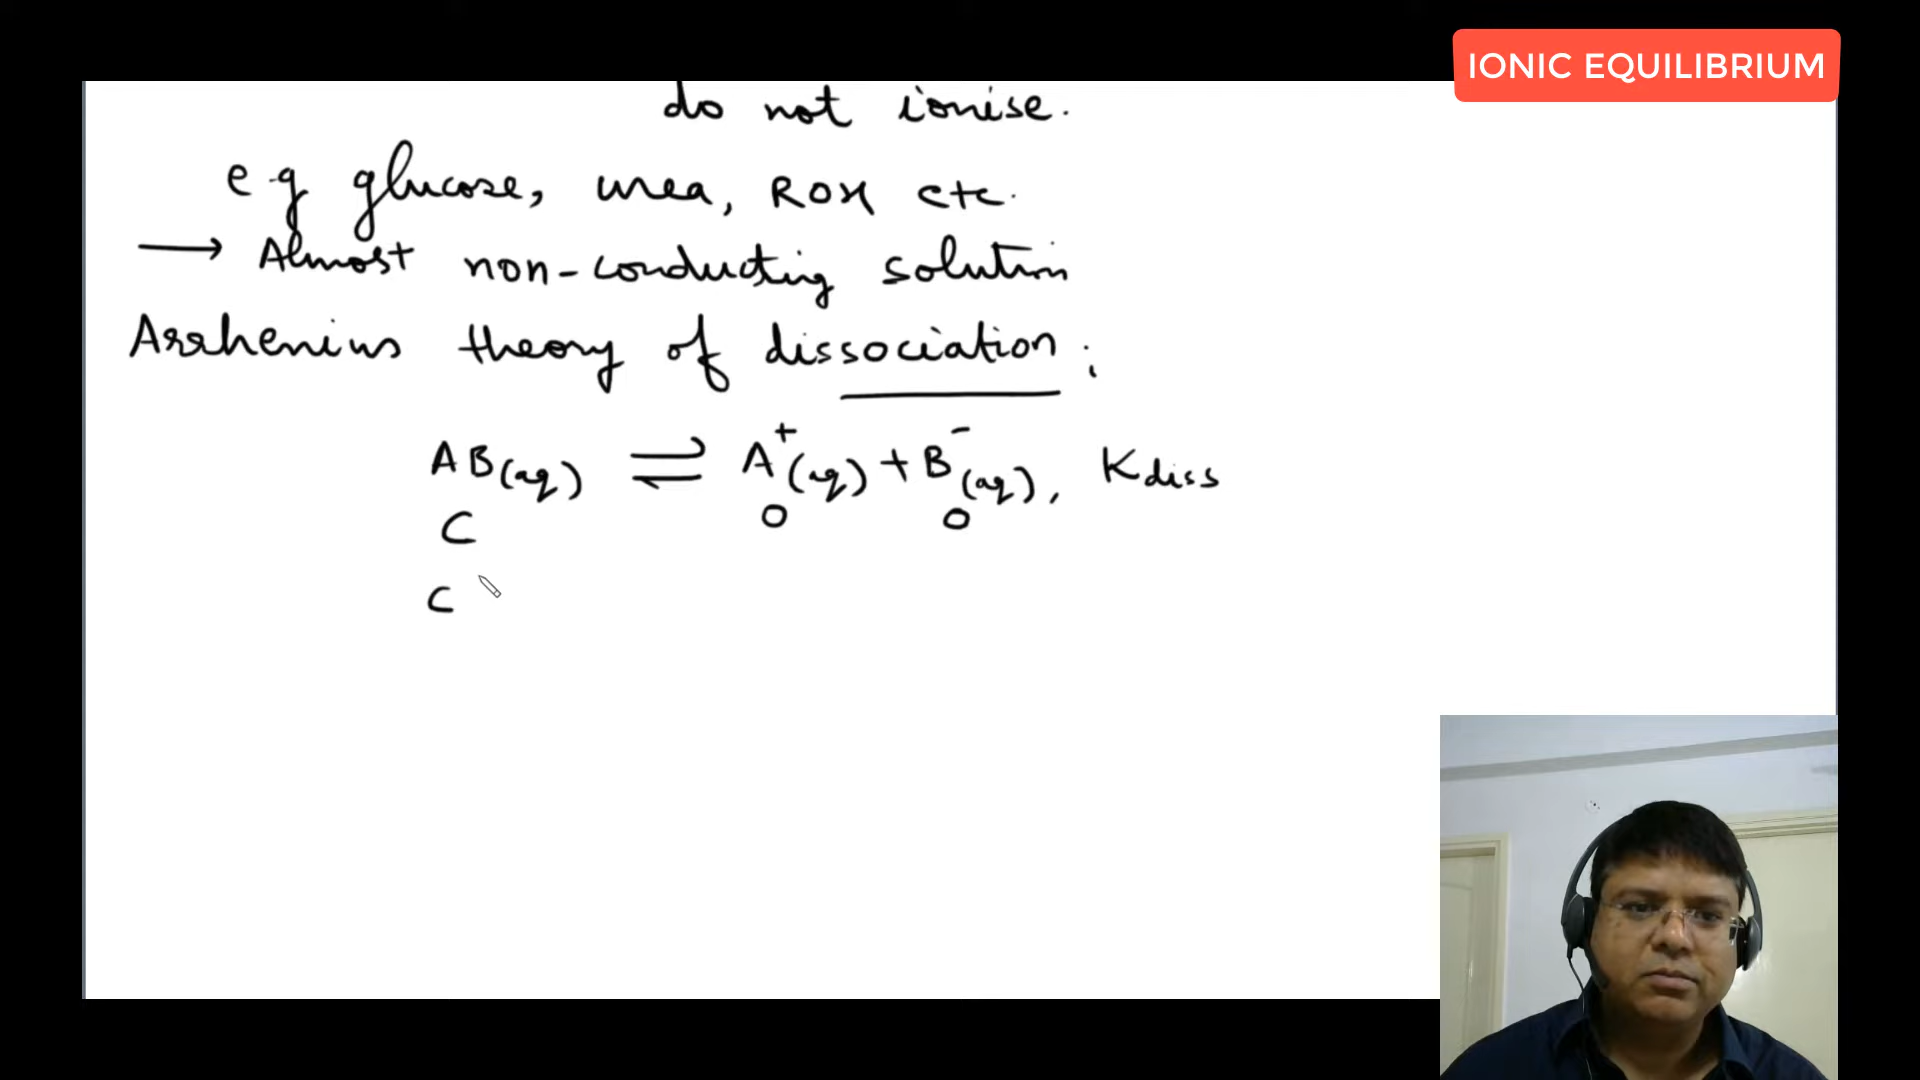 IONIC EQUILIBRIUM
do not ionise.
e.g glucose, urea, ROH etc.
→ Almost non-conducting solution
Arrhenius theory of dissociation :
AB(aq) ⇌ A⁺(aq) + B⁻(aq), Kdiss
C 0 0
C